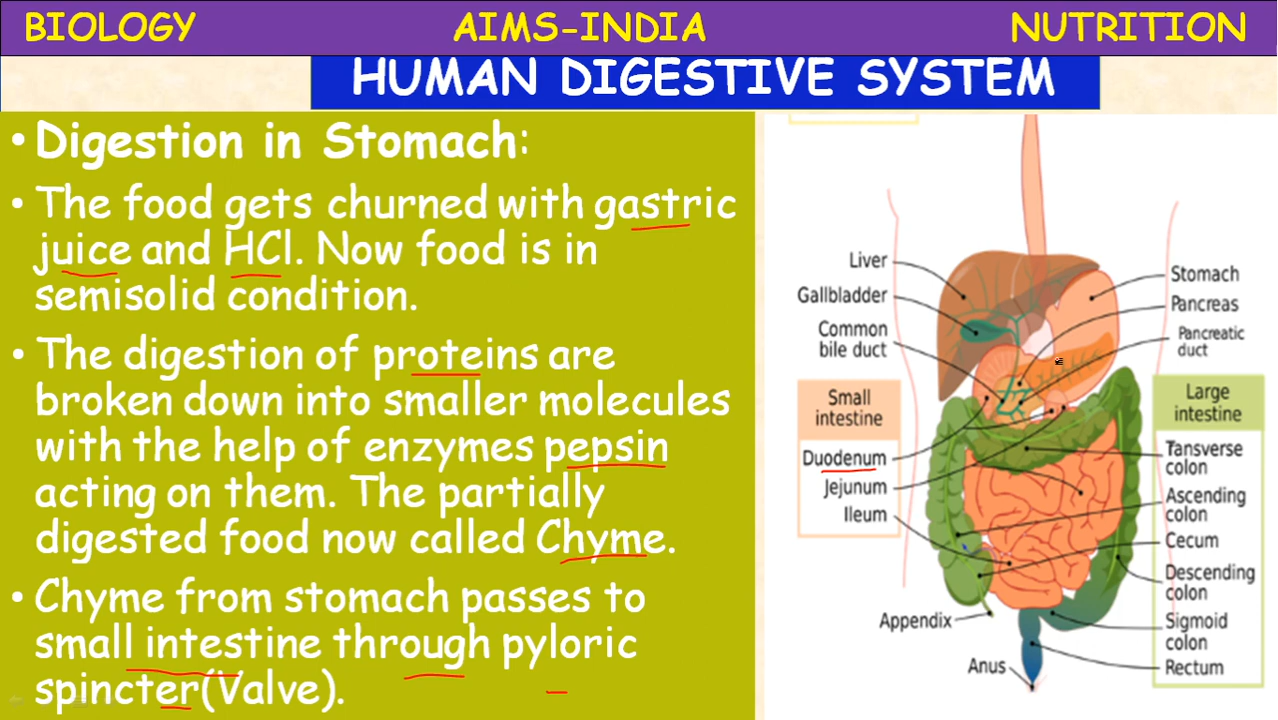 BIOLOGY AIMS-INDIA NUTRITION
HUMAN DIGESTIVE SYSTEM
• Digestion in Stomach:
• The food gets churned with gastric
juice and HCl. Now food is in
semisolid condition.
• The digestion of proteins are
broken down into smaller molecules
with the help of enzymes pepsin
acting on them. The partially
digested food now called Chyme.
• Chyme from stomach passes to
small intestine through pyloric
spincter(Valve).
Liver
Gallbladder
Common
bile duct
Small
intestine
Duodenum
Jejunum
Ileum
Appendix
Anus
Stomach
Pancreas
Pancreatic
duct
Large
intestine
Tansverse
colon
Ascending
colon
Cecum
Descending
colon
Sigmoid
colon
Rectum